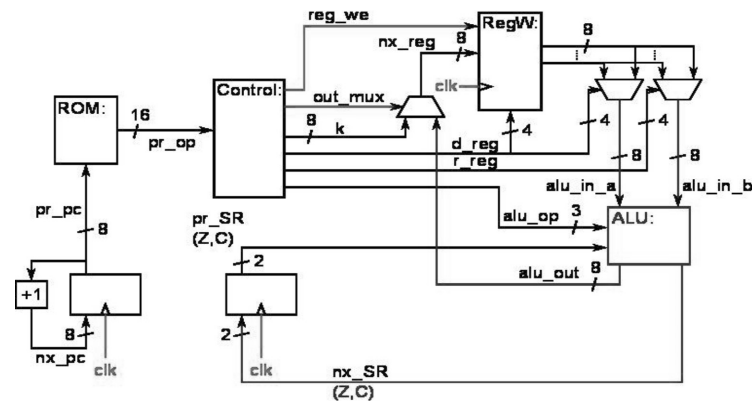 reg_we
RegW:
8
nx_reg
8
i
i
ROM:
16
Control:
out_mux
clk
8
k
4
4
4
pr_op
d_reg
r_reg
8
8
alu_in_a
alu_in_b
pr_pc
8
pr_SR
(Z,C)
alu_op
3
ALU:
2
alu_out
8
+1
8
2
nx_pc
clk
clk
nx_SR
(Z,C)